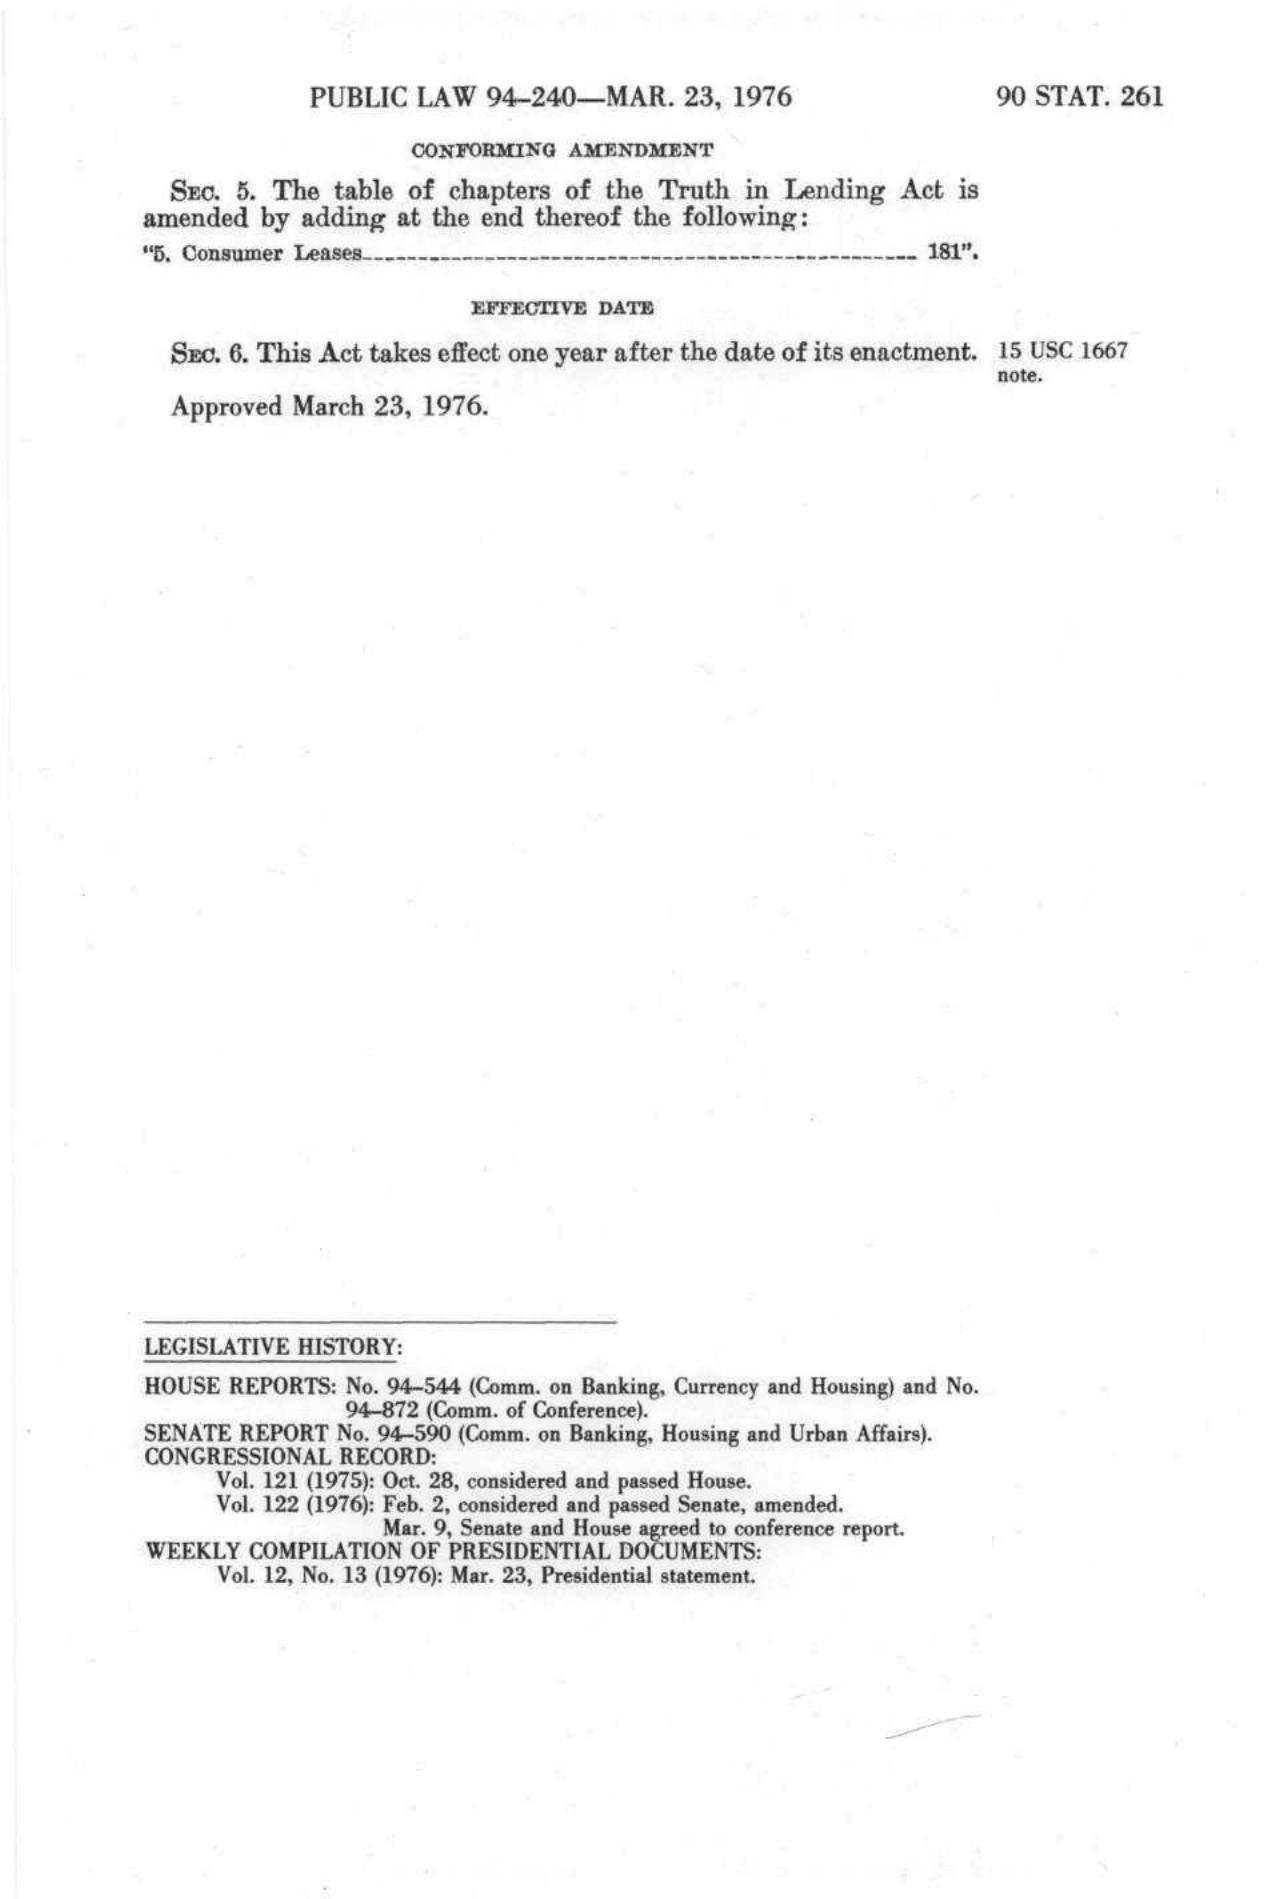 PUBLIC LAW 94–240—MAR. 23, 1976 90 STAT. 261
CONFORMING AMENDMENT
SEC. 5. The table of chapters of the Truth in Lending Act is
amended by adding at the end thereof the following:
“5. Consumer Leases-------------------------------------------------- 181”.
EFFECTIVE DATE
SEC. 6. This Act takes effect one year after the date of its enactment. 15 USC 1667
note.
Approved March 23, 1976.
LEGISLATIVE HISTORY:
HOUSE REPORTS: No. 94–544 (Comm. on Banking, Currency and Housing) and No.
94–872 (Comm. of Conference).
SENATE REPORT No. 94–590 (Comm. on Banking, Housing and Urban Affairs).
CONGRESSIONAL RECORD:
Vol. 121 (1975): Oct. 28, considered and passed House.
Vol. 122 (1976): Feb. 2, considered and passed Senate, amended.
Mar. 9, Senate and House agreed to conference report.
WEEKLY COMPILATION OF PRESIDENTIAL DOCUMENTS:
Vol. 12, No. 13 (1976): Mar. 23, Presidential statement.